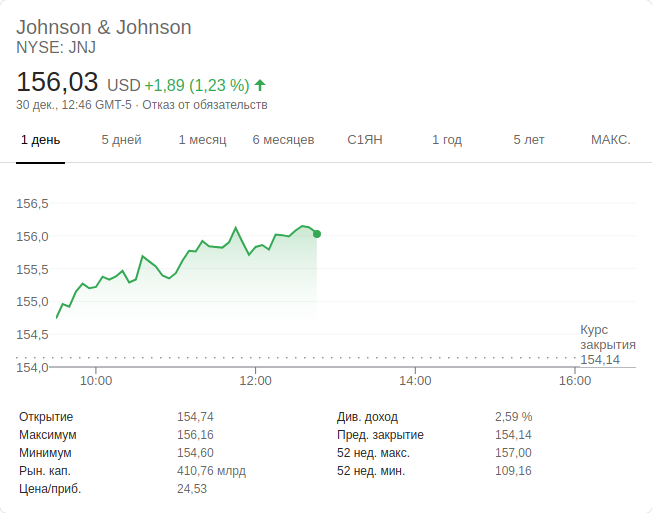 Johnson & Johnson
NYSE: JNJ
156,03 USD +1,89 (1,23 %)
30 дек., 12:46 GMT-5 · Отказ от обязательств
1 день 5 дней 1 месяц 6 месяцев С1ЯН 1 год 5 лет МАКС.
156,5
156,0
155,5
155,0
154,5
154,0
Курс
закрытия
154,14
10:00 12:00 14:00 16:00
Открытие 154,74 Див. доход 2,59 %
Максимум 156,16 Пред. закрытие 154,14
Минимум 154,60 52 нед. макс. 157,00
Рын. кап. 410,76 млрд 52 нед. мин. 109,16
Цена/приб. 24,53